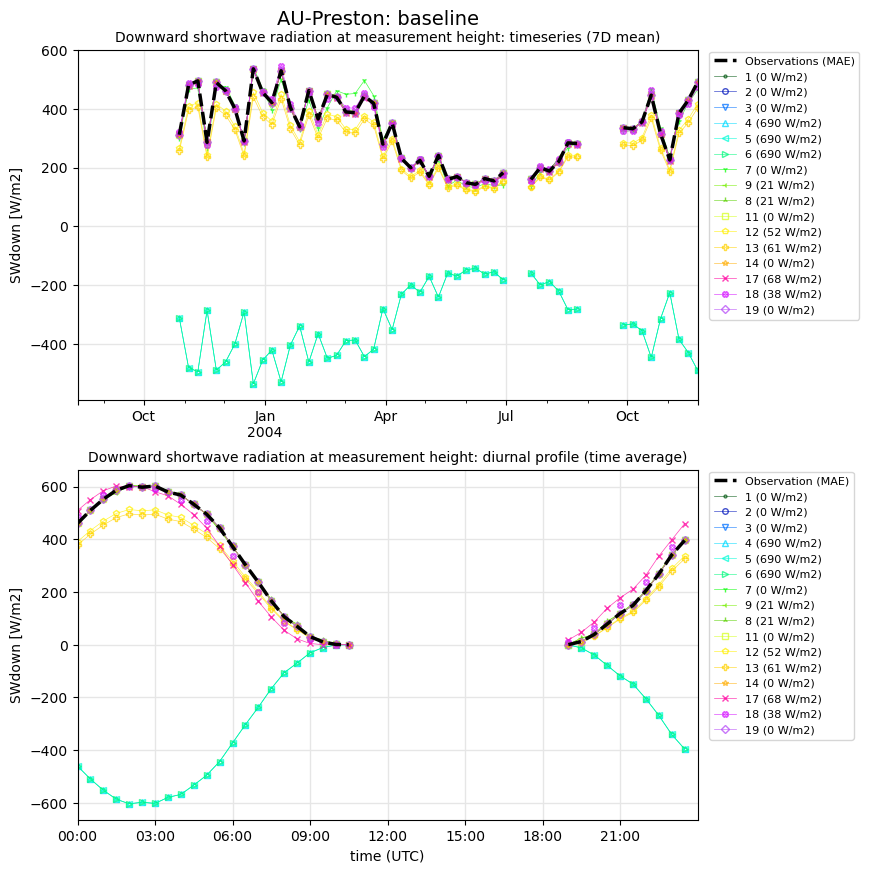 AU-Preston: baseline
Downward shortwave radiation at measurement height: timeseries (7D mean)
SWdown [W/m2]
600
400
200
0
−200
−400
Oct
Jan
2004
Apr
Jul
Oct
Observations (MAE)
1 (0 W/m2)
2 (0 W/m2)
3 (0 W/m2)
4 (690 W/m2)
5 (690 W/m2)
6 (690 W/m2)
7 (0 W/m2)
9 (21 W/m2)
8 (21 W/m2)
11 (0 W/m2)
12 (52 W/m2)
13 (61 W/m2)
14 (0 W/m2)
17 (68 W/m2)
18 (38 W/m2)
19 (0 W/m2)
Downward shortwave radiation at measurement height: diurnal profile (time average)
SWdown [W/m2]
600
400
200
0
−200
−400
−600
00:00
03:00
06:00
09:00
12:00
15:00
18:00
21:00
time (UTC)
Observation (MAE)
1 (0 W/m2)
2 (0 W/m2)
3 (0 W/m2)
4 (690 W/m2)
5 (690 W/m2)
6 (690 W/m2)
7 (0 W/m2)
9 (21 W/m2)
8 (21 W/m2)
11 (0 W/m2)
12 (52 W/m2)
13 (61 W/m2)
14 (0 W/m2)
17 (68 W/m2)
18 (38 W/m2)
19 (0 W/m2)